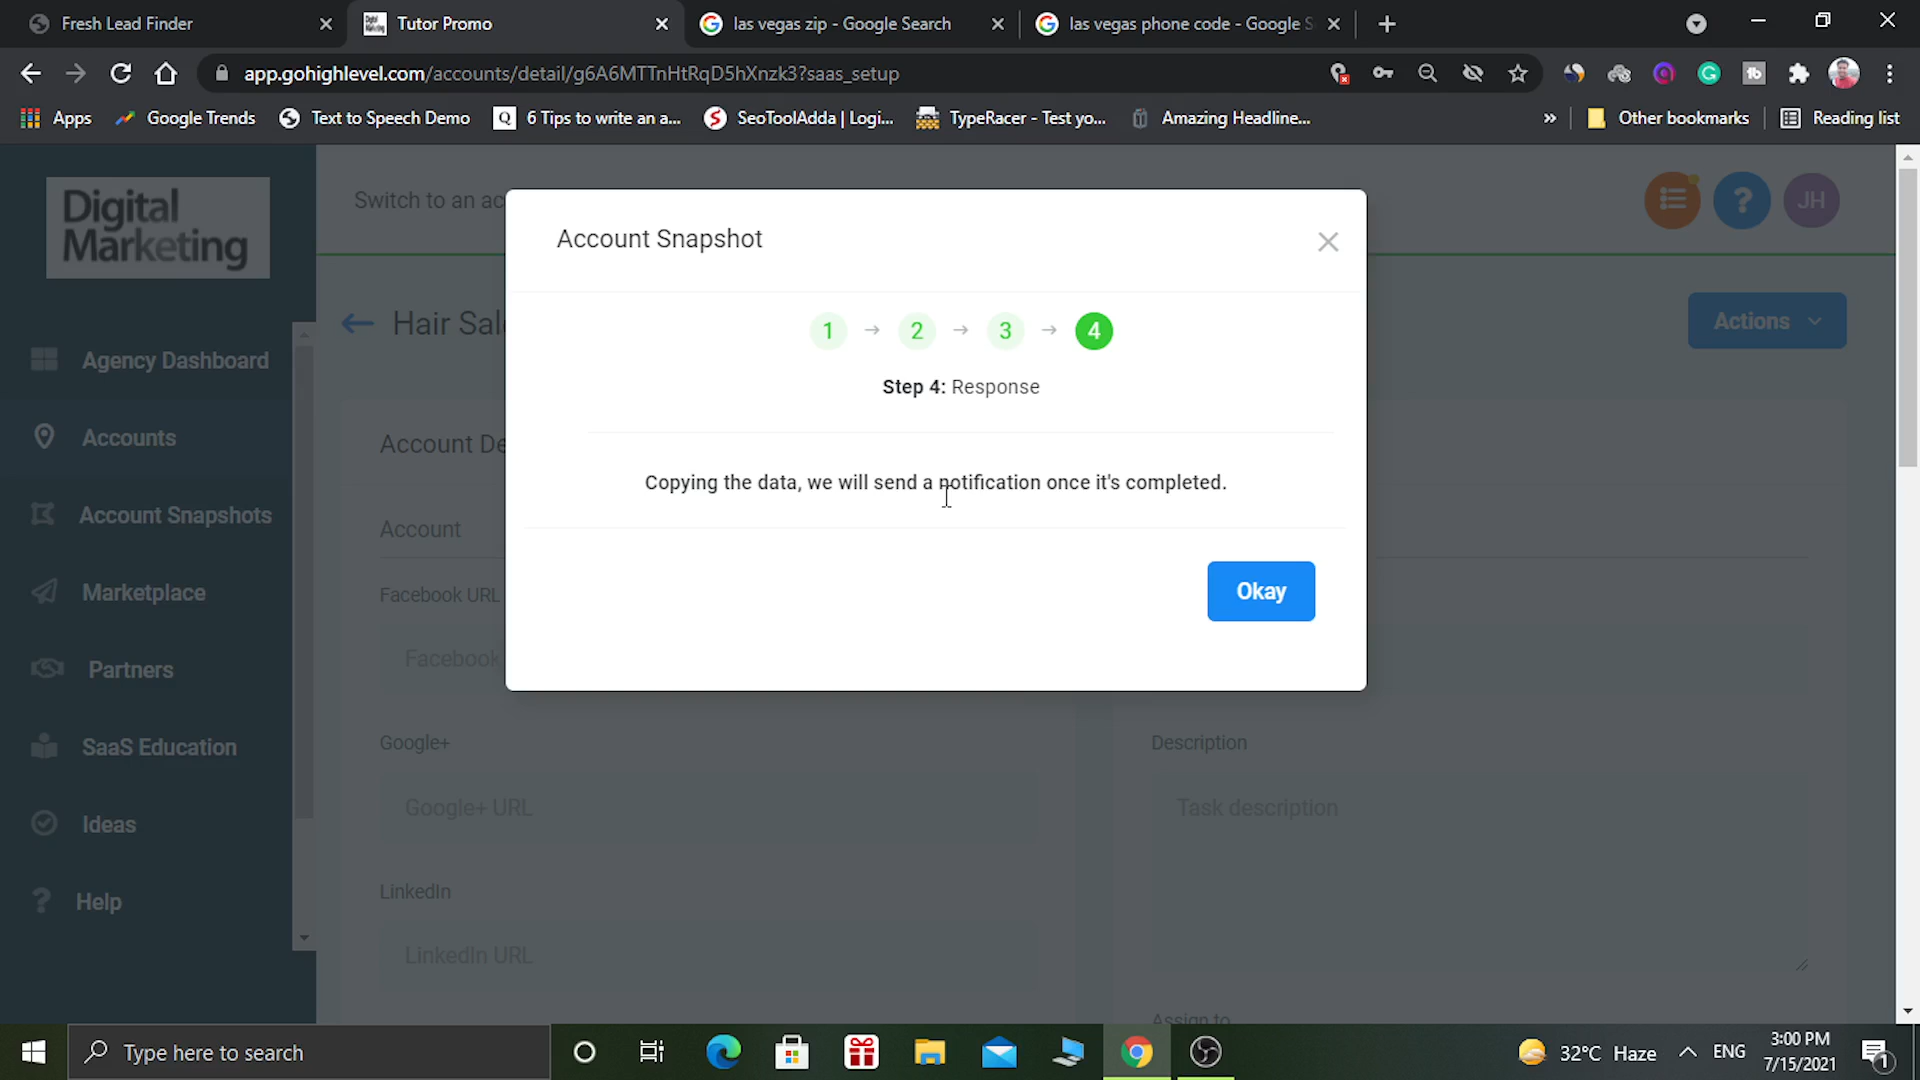 Fresh Lead Finder
Tutor Promo
las vegas zip - Google Search
las vegas phone code - Google S
app.gohighlevel.com/accounts/detail/g6A6MTTnHtRqD5hXnzk3?saas_setup
Apps
Google Trends
Text to Speech Demo
6 Tips to write an a...
SeoToolAdda | Logi...
TypeRacer - Test yo...
Amazing Headline...
»
Other bookmarks
Reading list
Digital
Marketing
Switch to an ac
JH
Account Snapshot
Hair Sal
Actions
1 → 2 → 3 → 4
Step 4: Response
Agency Dashboard
Accounts
Account Snapshots
Marketplace
Partners
SaaS Education
Ideas
Help
Account De
Copying the data, we will send a notification once it's completed.
Account
Okay
Facebook URL
Facebook
Google+
Google+ URL
LinkedIn
LinkedIn URL
Description
Task description
Assign to
Type here to search
32°C Haze
ENG
3:00 PM
7/15/2021
1